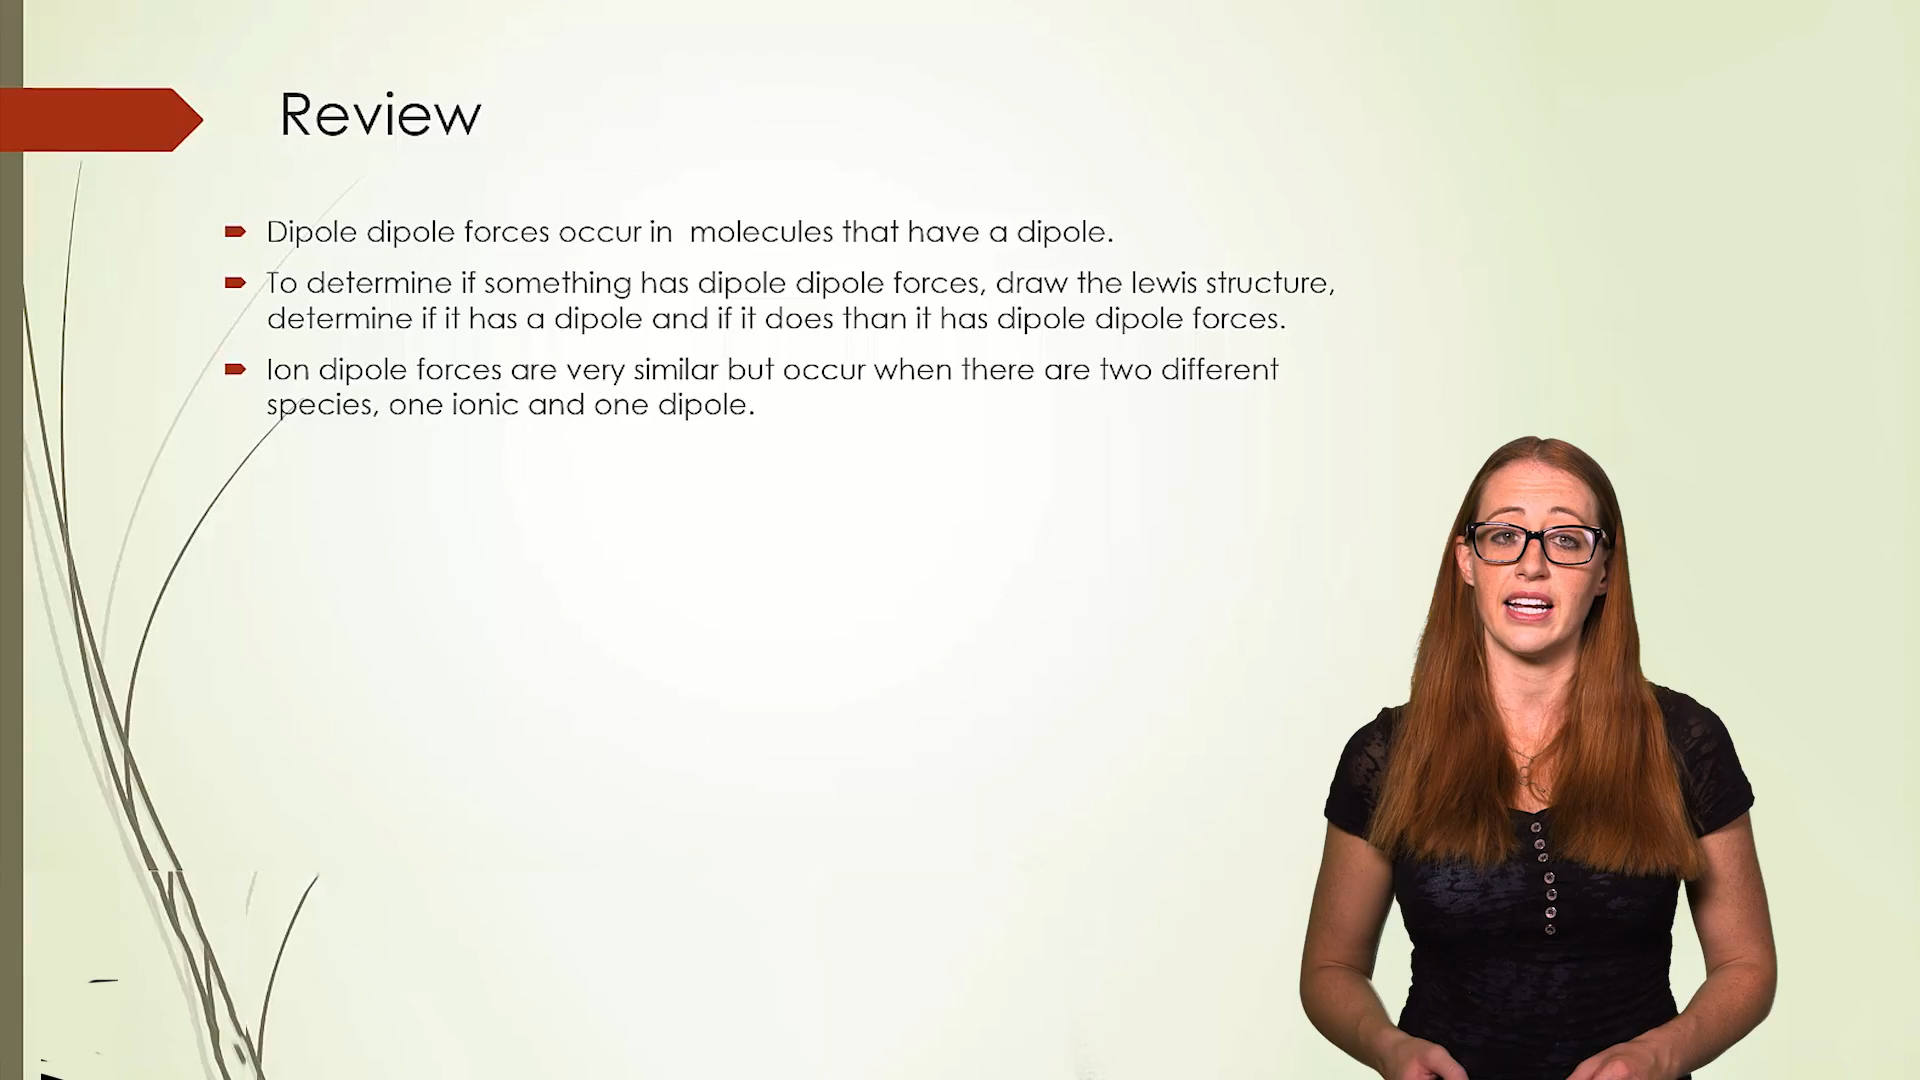 Review
Dipole dipole forces occur in molecules that have a dipole.
To determine if something has dipole dipole forces, draw the lewis structure,
determine if it has a dipole and if it does than it has dipole dipole forces.
Ion dipole forces are very similar but occur when there are two different
species, one ionic and one dipole.